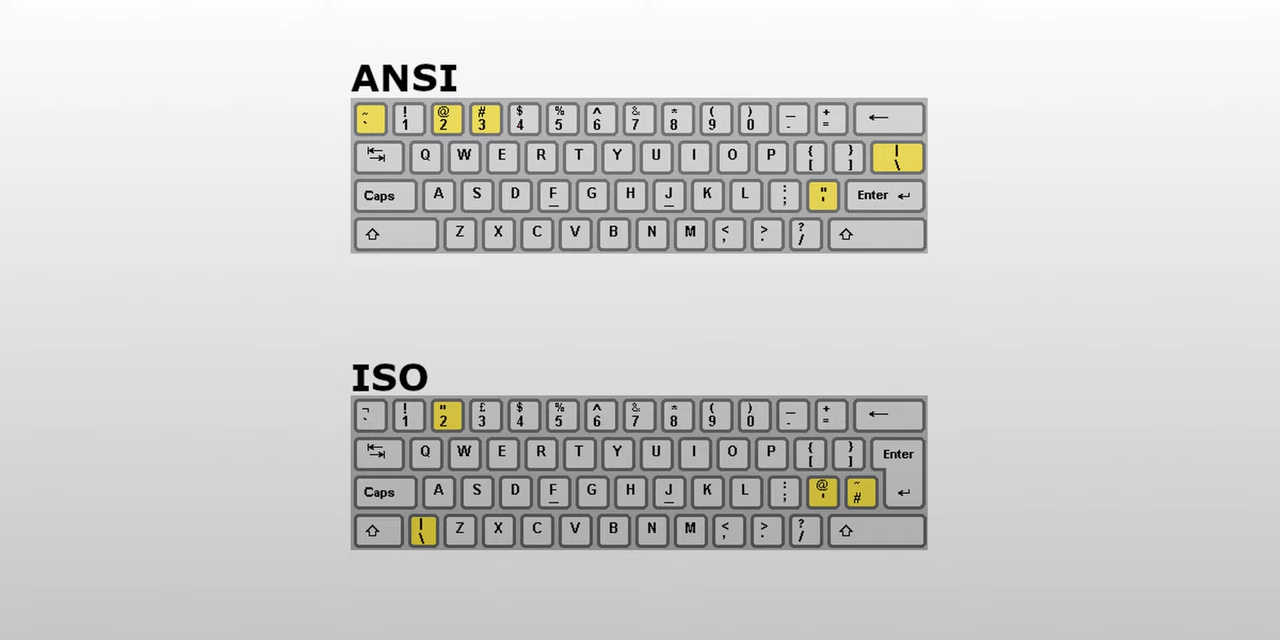 ANSI
~ ! @ # $ % ^ & * ( ) — +
` 1 2 3 4 5 6 7 8 9 0 - = ←
Q W E R T Y U I O P { } |
[ ] \
Caps A S D F G H J K L : " Enter ↵
; '
Z X C V B N M < > ?
, . /
ISO
¬ ! " £ $ % ^ & * ( ) — +
` 1 2 3 4 5 6 7 8 9 0 - = ←
Q W E R T Y U I O P { } Enter
[ ]
Caps A S D F G H J K L : @ ~
; ' # ↵
| Z X C V B N M < > ?
\ , . /